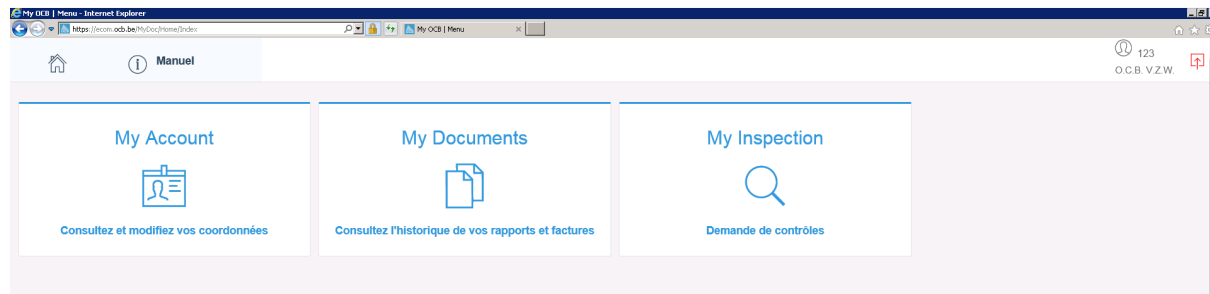 My OCB | Menu - Internet Explorer
https://ecom.ocb.be/MyDoc/Home/Index
My OCB | Menu
Manuel
123
O.C.B. V.Z.W.
My Account
My Documents
My Inspection
Consultez et modifiez vos coordonnées
Consultez l'historique de vos rapports et factures
Demande de contrôles